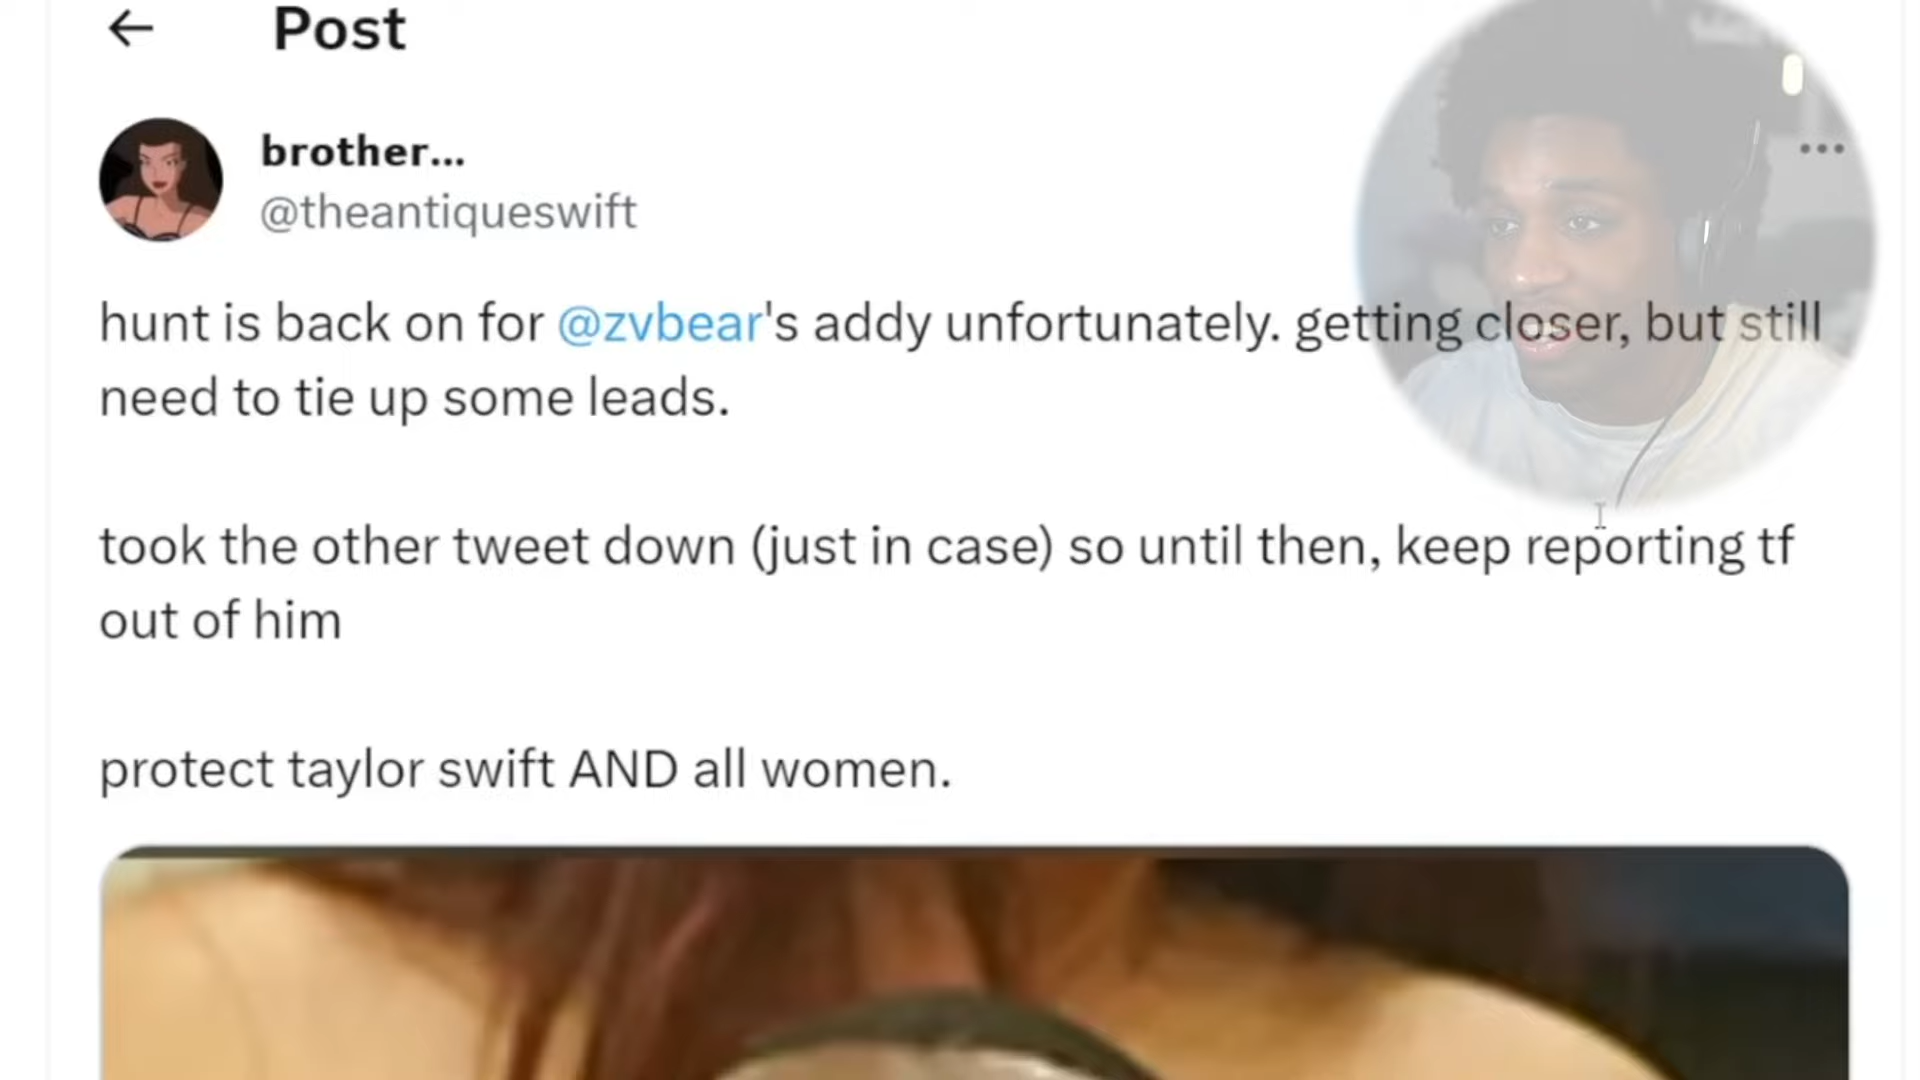 Post
brother...
@theantiqueswift
hunt is back on for @zvbear's addy unfortunately. getting closer, but still
need to tie up some leads.
took the other tweet down (just in case) so until then, keep reporting tf
out of him
protect taylor swift AND all women.